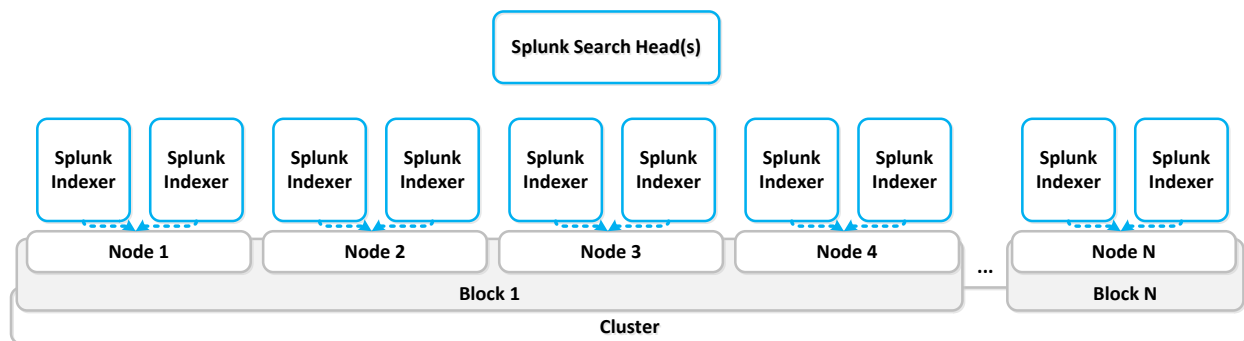 Splunk Search Head(s)
Splunk Splunk Splunk Splunk Splunk Splunk Splunk Splunk Splunk Splunk
Indexer Indexer Indexer Indexer Indexer Indexer Indexer Indexer Indexer Indexer
Node 1 Node 2 Node 3 Node 4 Node N
...
Block 1 Block N
Cluster